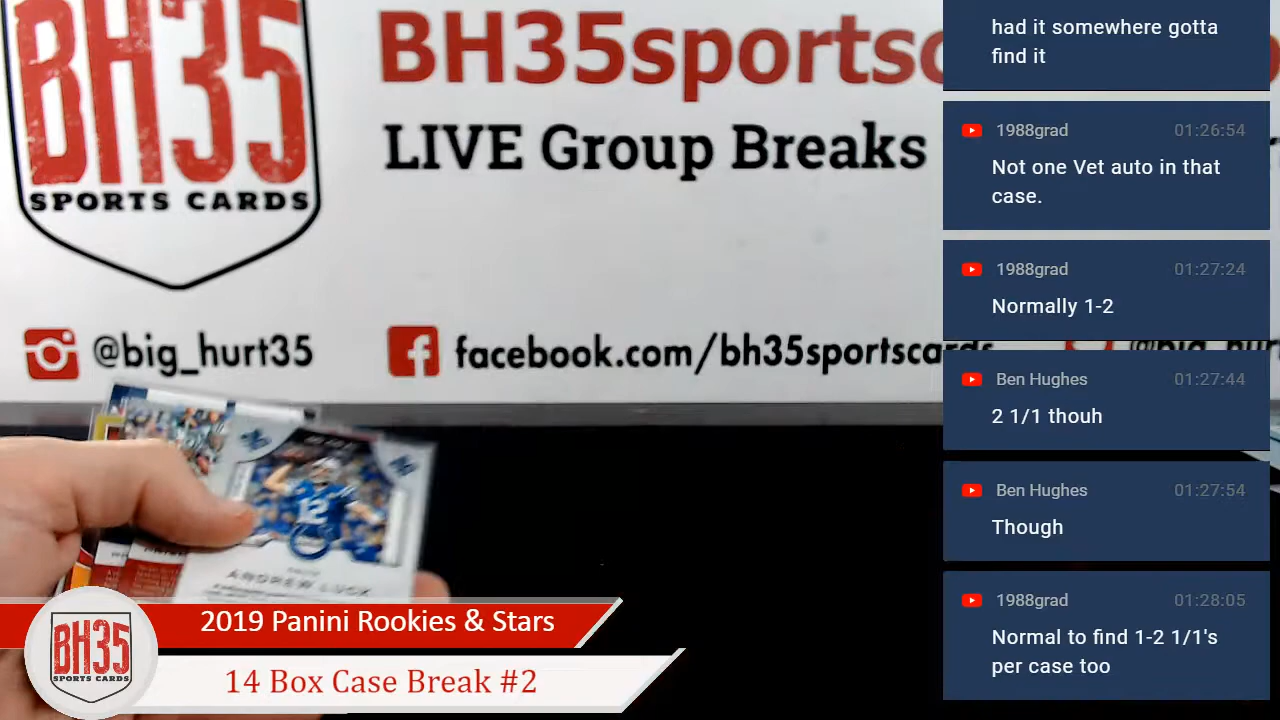 BH35
SPORTS CARDS
BH35sportsc
LIVE Group Breaks
@big_hurt35
facebook.com/bh35sportscards
@big_hurt
12
ANDREW LUCK
2019 Panini Rookies & Stars
14 Box Case Break #2
BH35
SPORTS CARDS
had it somewhere gotta
find it
1988grad 01:26:54
Not one Vet auto in that
case.
1988grad 01:27:24
Normally 1-2
Ben Hughes 01:27:44
2 1/1 thouh
Ben Hughes 01:27:54
Though
1988grad 01:28:05
Normal to find 1-2 1/1's
per case too